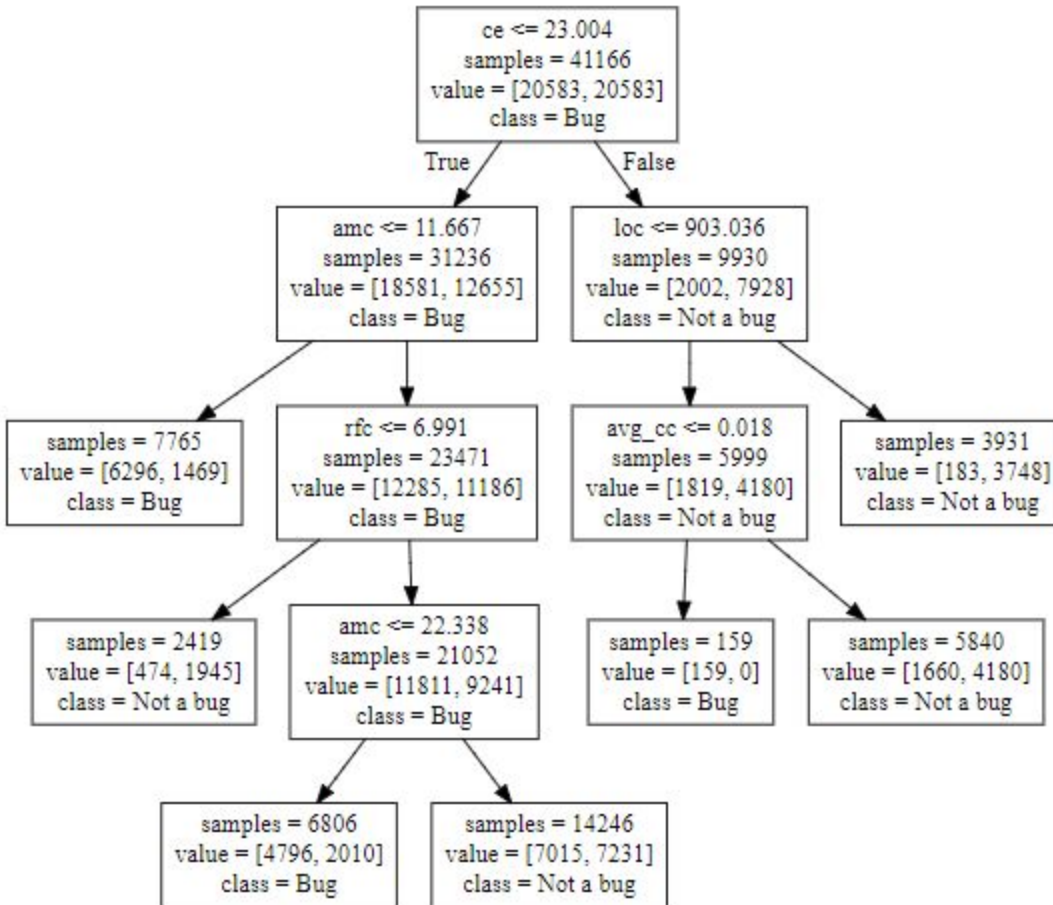 ce <= 23.004
samples = 41166
value = [20583, 20583]
class = Bug
True
False
amc <= 11.667
samples = 31236
value = [18581, 12655]
class = Bug
loc <= 903.036
samples = 9930
value = [2002, 7928]
class = Not a bug
samples = 7765
value = [6296, 1469]
class = Bug
rfc <= 6.991
samples = 23471
value = [12285, 11186]
class = Bug
avg_cc <= 0.018
samples = 5999
value = [1819, 4180]
class = Not a bug
samples = 3931
value = [183, 3748]
class = Not a bug
samples = 2419
value = [474, 1945]
class = Not a bug
amc <= 22.338
samples = 21052
value = [11811, 9241]
class = Bug
samples = 159
value = [159, 0]
class = Bug
samples = 5840
value = [1660, 4180]
class = Not a bug
samples = 6806
value = [4796, 2010]
class = Bug
samples = 14246
value = [7015, 7231]
class = Not a bug